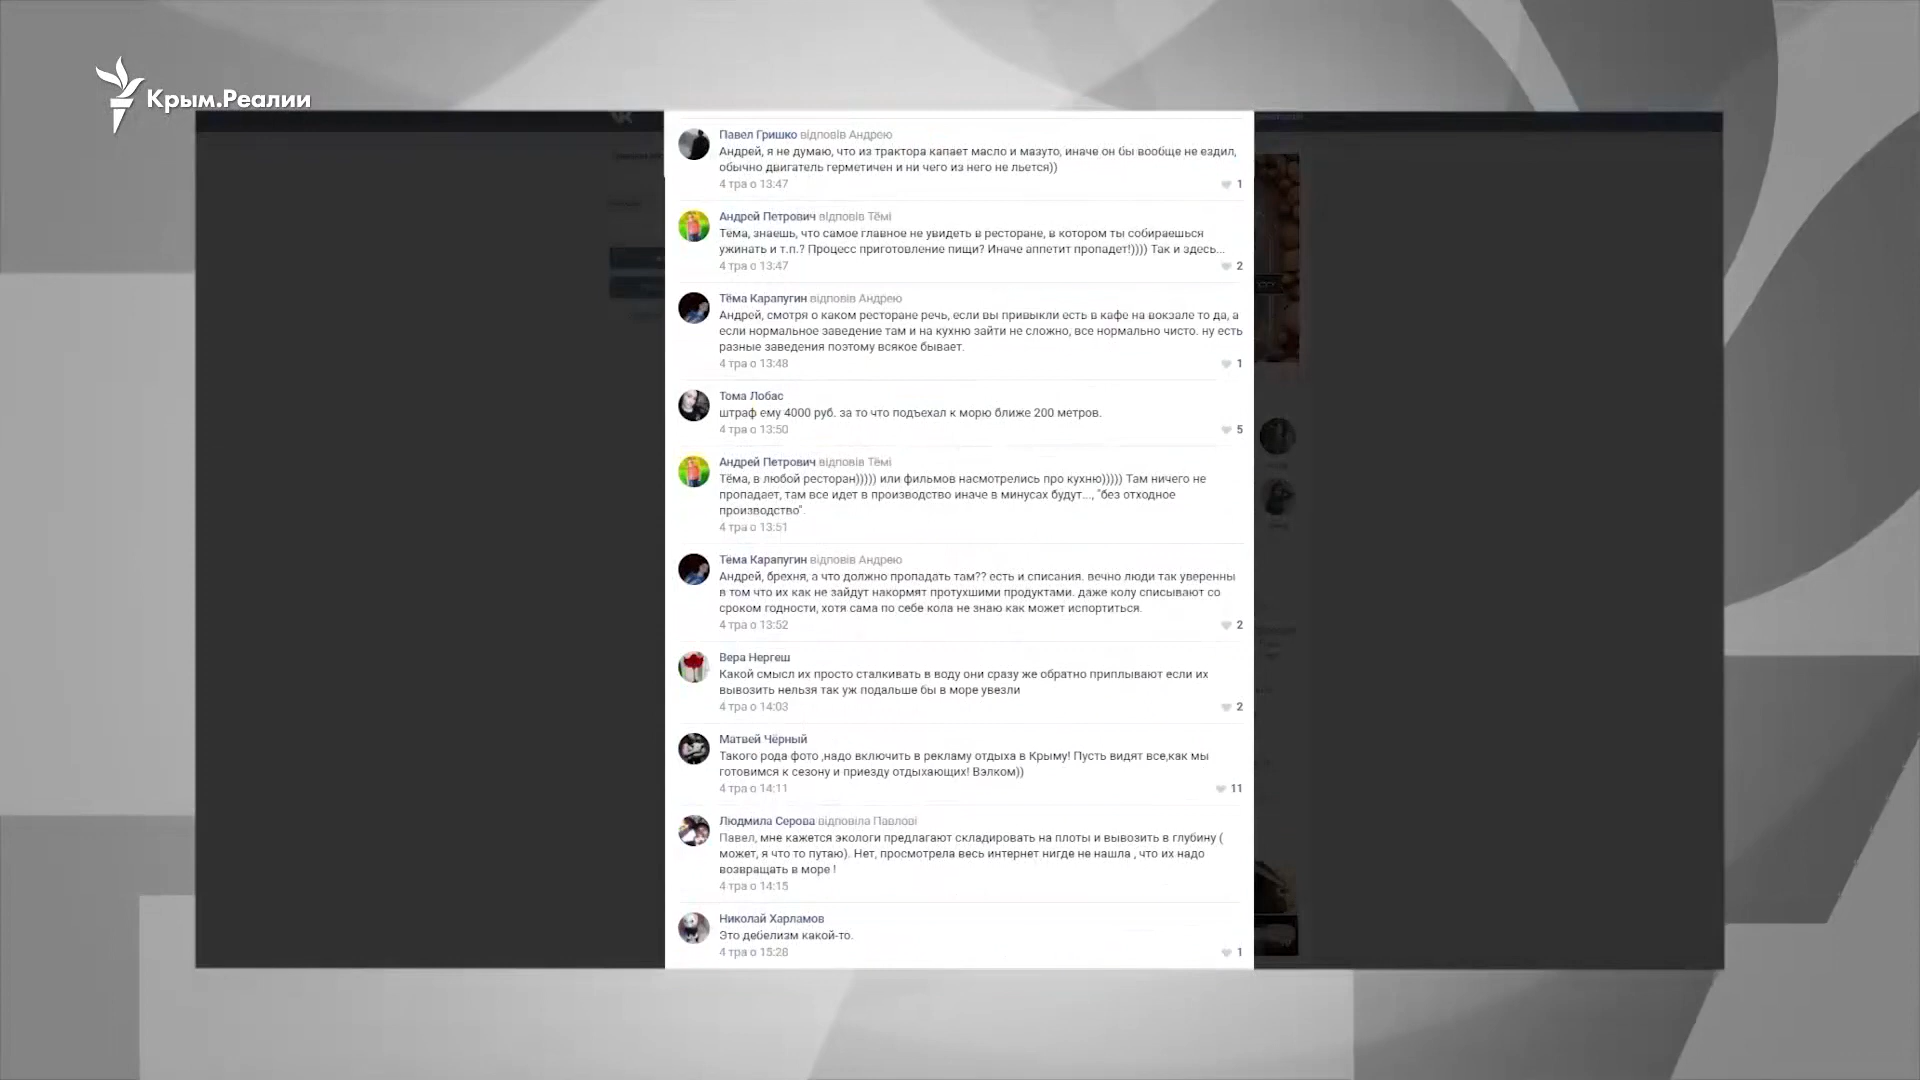 Крым.Реалии
Павел Гришко відповів Андрею
Андрей, я не думаю, что из трактора капает масло и мазуто, иначе он бы вообще не ездил,
обычно двигатель герметичен и ни чего из него не льется))
4 тра о 13:47
1
Андрей Петрович відповів Тёмі
Тема, знаешь, что самое главное не увидеть в ресторане, в котором ты собираешься
ужинать и т.п.? Процесс приготовление пищи? Иначе аппетит пропадет!)))) Так и здесь...
4 тра о 13:47
2
Тёма Карапугин відповів Андрею
Андрей, смотря о каком ресторане речь, если вы привыкли есть в кафе на вокзале то да, а
если нормальное заведение там и на кухню зайти не сложно, все нормально чисто. ну есть
разные заведения поэтому всякое бывает.
4 тра о 13:48
1
Тома Лобас
штраф ему 4000 руб. за то что подъехал к морю ближе 200 метров.
4 тра о 13:50
5
Андрей Петрович відповів Тёмі
Тёма, в любой ресторан))))) или фильмов насмотрелись про кухню))))) Там ничего не
пропадает, там все идет в производство иначе в минусах будут..., "без отходное
производство".
4 тра о 13:51
Тёма Карапугин відповів Андрею
Андрей, брехня, а что должно пропадать там?? есть и списания. вечно люди так уверенны
в том что их как не зайдут накормят протухшими продуктами. даже колу списывают со
сроком годности, хотя сама по себе кола не знаю как может испортиться.
4 тра о 13:52
2
Вера Нергеш
Какой смысл их просто сталкивать в воду они сразу же обратно приплывают если их
вывозить нельзя так уж подальше бы в море увезли
4 тра о 14:03
2
Матвей Чёрный
Такого рода фото ,надо включить в рекламу отдыха в Крыму! Пусть видят все,как мы
готовимся к сезону и приезду отдыхающих! Вэлком))
4 тра о 14:11
11
Людмила Серова відповіла Павлові
Павел, мне кажется экологи предлагают складировать на плоты и вывозить в глубину (
может, я что то путаю). Нет, просмотрела весь интернет нигде не нашла , что их надо
возвращать в море !
4 тра о 14:15
Николай Харламов
Это дебелизм какой-то.
4 тра о 15:28
1